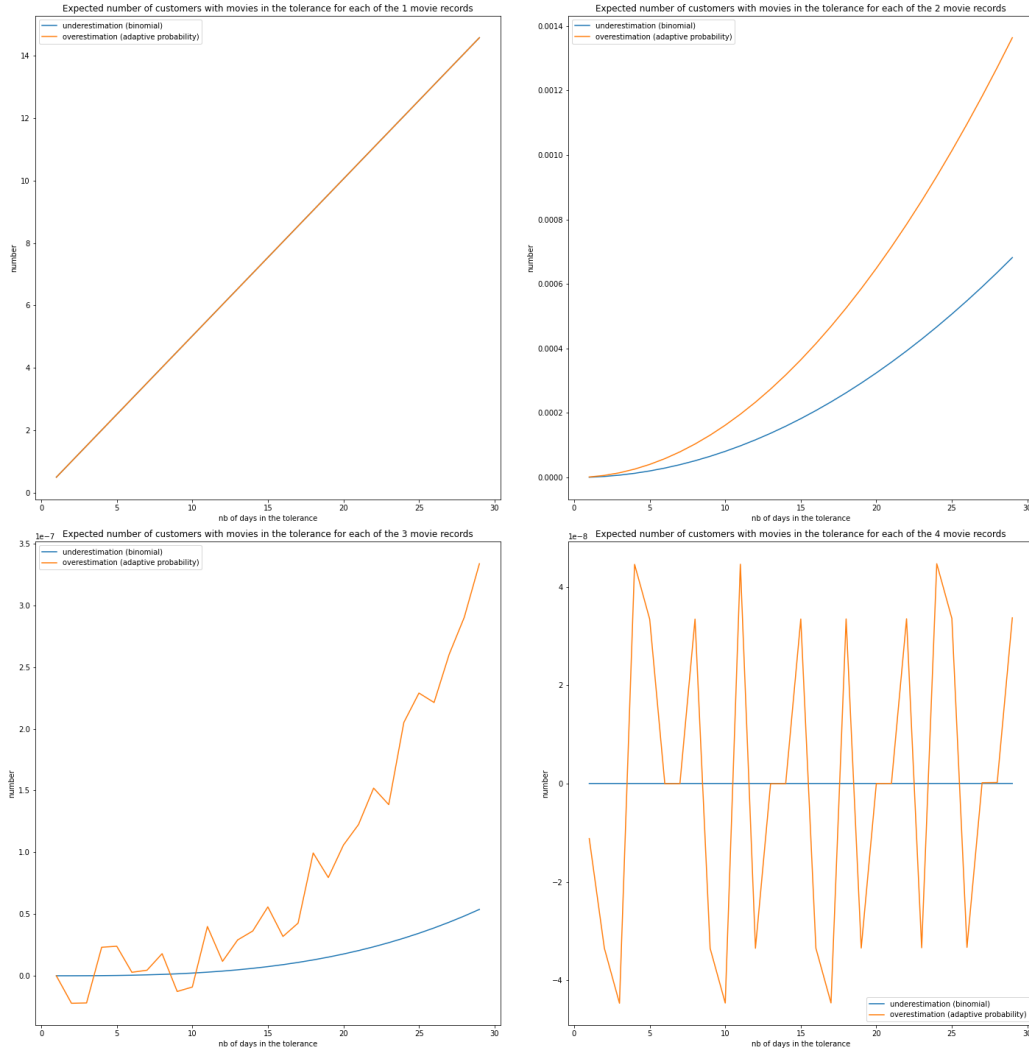 Expected number of customers with movies in the tolerance for each of the 1 movie records
underestimation (binomial)
overestimation (adaptive probability)
14
12
10
8
6
4
2
0
number
0 5 10 15 20 25 30
nb of days in the tolerance
Expected number of customers with movies in the tolerance for each of the 2 movie records
underestimation (binomial)
overestimation (adaptive probability)
0.0014
0.0012
0.0010
0.0008
0.0006
0.0004
0.0002
0.0000
number
0 5 10 15 20 25 30
nb of days in the tolerance
Expected number of customers with movies in the tolerance for each of the 3 movie records
1e-7
underestimation (binomial)
overestimation (adaptive probability)
3.5
3.0
2.5
2.0
1.5
1.0
0.5
0.0
number
0 5 10 15 20 25 30
nb of days in the tolerance
Expected number of customers with movies in the tolerance for each of the 4 movie records
1e-8
4
2
0
−2
−4
number
underestimation (binomial)
overestimation (adaptive probability)
0 5 10 15 20 25 30
nb of days in the tolerance